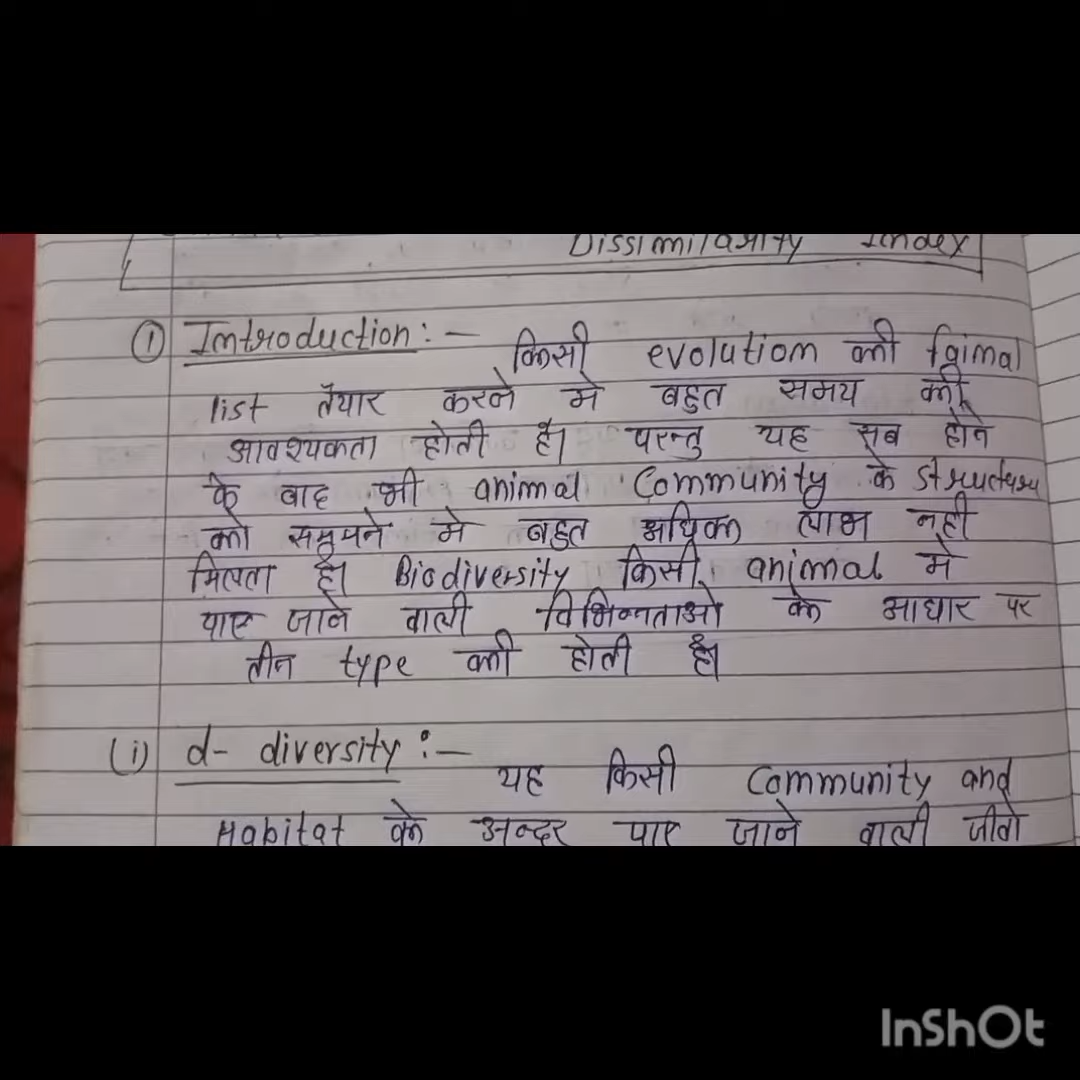 Dissimilarity Index
① Introduction:-
किसी evolution की fainal
list तैयार करने मे बहुत समय की
आवश्यकता होती है। परन्तु यह सब होने
के बाद भी animal Community के structure
को समझने मे बहुत अधिक लाभ नही
मिलता है। Biodiversity किसी animal मे
पाए जाने वाली विभिन्नताओ के आधार पर
तीन type की होती है।
(i) d- diversity :-
यह किसी Community and
Habitat के अन्दर पाए जाने वाली जीवो
InShOt